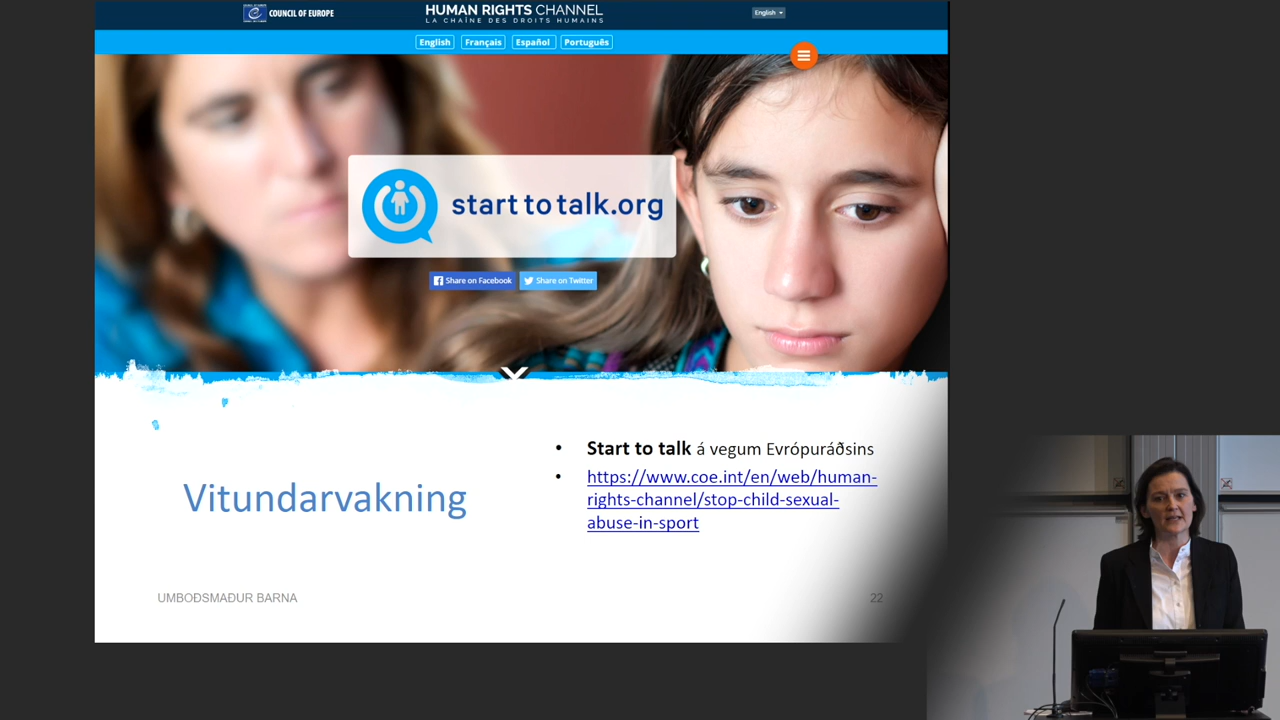 COUNCIL OF EUROPE
HUMAN RIGHTS CHANNEL
LA CHAÎNE DES DROITS HUMAINS
English
English Français Español Português
start to talk.org
Share on Facebook Share on Twitter
• Start to talk á vegum Evrópuráðsins
• https://www.coe.int/en/web/human-
rights-channel/stop-child-sexual-
abuse-in-sport
Vitundarvakning
UMBOÐSMAÐUR BARNA
22